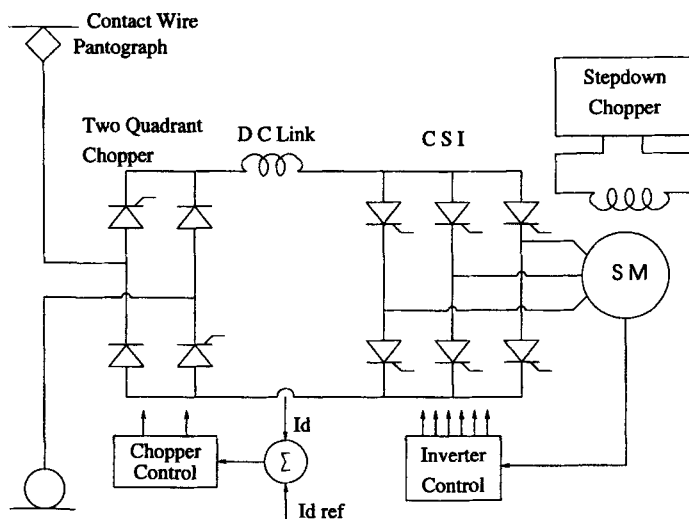 Contact Wire
Pantograph
Stepdown
Chopper
Two Quadrant
Chopper
D C Link
C S I
S M
Id
Chopper
Control
Σ
Inverter
Control
Id ref